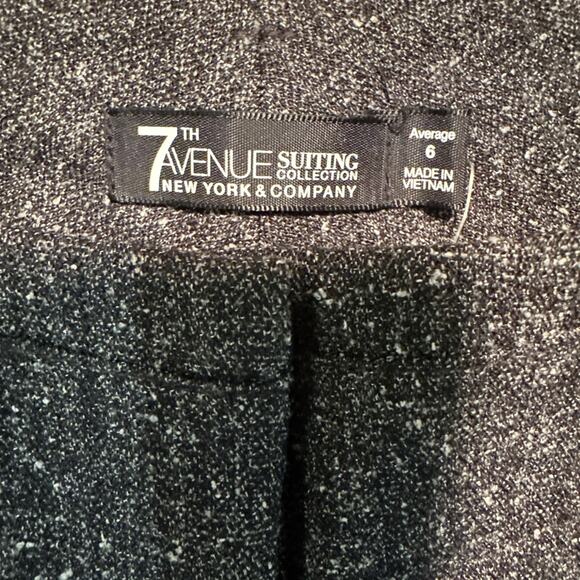 7TH
AVENUE SUITING
COLLECTION
NEW YORK & COMPANY
Average
6
MADE IN
VIETNAM